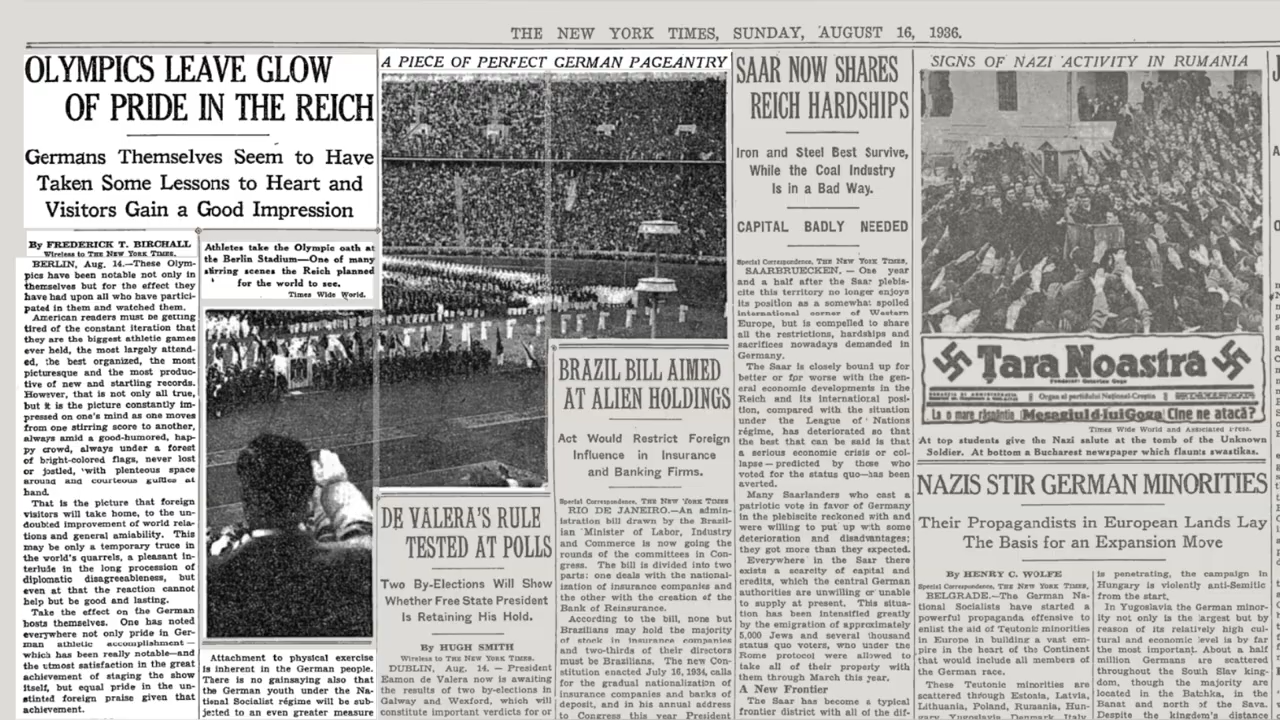 THE NEW YORK TIMES, SUNDAY, AUGUST 16, 1936.
OLYMPICS LEAVE GLOW
OF PRIDE IN THE REICH
Germans Themselves Seem to Have
Taken Some Lessons to Heart and
Visitors Gain a Good Impression
By FREDERICK T. BIRCHALL
Wireless to THE NEW YORK TIMES.
BERLIN, Aug. 14.—These Olym-
pics have been notable not only in
themselves but for the effect they
have had upon all who have partici-
pated in them and watched them.
American readers must be getting
tired of the constant iteration that
they are the biggest athletic games
ever held, the most largely attend-
ed, the best organized, the most
picturesque and the most produc-
tive of new and startling records.
However, that is not only all true,
but it is the picture constantly im-
pressed on one's mind as one moves
from one stirring scene to another,
always amid a good-humored, hap-
py crowd, always under a forest
of bright-colored flags, never lost
or jostled, with plenteous space
around and courteous guides at
hand.
That is the picture that foreign
visitors will take home, to the un-
doubted improvement of world rela-
tions and general amiability. This
may be only a temporary truce in
the world's quarrels, a pleasant in-
terlude in the long procession of
diplomatic disagreeableness, but
even at that the reaction cannot
help but be good and lasting.
Take the effect on the German
hosts themselves. One has noted
everywhere not only pride in Ger-
man athletic accomplishment—
which has been really notable—and
the utmost satisfaction in the great
achievement of staging the show
itself, but equal pride in the un-
stinted foreign praise given that
achievement.
Athletes take the Olympic oath at
the Berlin Stadium—One of many
stirring scenes the Reich planned
for the world to see.
Times Wide World.
Attachment to physical exercise
is inherent in the German people.
There is no gainsaying also that
the German youth under the Na-
tional Socialist régime will be sub-
jected to an even greater measure
A PIECE OF PERFECT GERMAN PAGEANTRY
DE VALERA'S RULE
TESTED AT POLLS
Two By-Elections Will Show
Whether Free State President
Is Retaining His Hold.
By HUGH SMITH
Wireless to THE NEW YORK TIMES.
DUBLIN, Aug. 14. — President
Eamon de Valera now is awaiting
the results of two by-elections in
Galway and Wexford, which will
constitute important verdicts for or
BRAZIL BILL AIMED
AT ALIEN HOLDINGS
Act Would Restrict Foreign
Influence in Insurance
and Banking Firms.
Special Correspondence, THE NEW YORK TIMES
RIO DE JANEIRO.—An admin-
istration bill drawn by the Brazil-
ian Minister of Labor, Industry
and Commerce is now going the
rounds of the committees in Con-
gress. The bill is divided into two
parts: one deals with the national-
ization of insurance companies and
the other with the creation of the
Bank of Reinsurance.
According to the bill, none but
Brazilians may hold the majority
of stock in insurance companies
and two-thirds of their directors
must be Brazilians. The new Con-
stitution enacted July 16, 1934, calls
for the gradual nationalization of
insurance companies and banks of
deposit, and in his annual address
to Congress this year President
SAAR NOW SHARES
REICH HARDSHIPS
Iron and Steel Best Survive,
While the Coal Industry
Is in a Bad Way.
CAPITAL BADLY NEEDED
Special Correspondence, THE NEW YORK TIMES.
SAARBRUECKEN. — One year
and a half after the Saar plebis-
cite this territory no longer enjoys
its position as a somewhat spoiled
international corner of Western
Europe, but is compelled to share
all the restrictions, hardships and
sacrifices nowadays demanded in
Germany.
The Saar is closely bound up for
better or for worse with the gen-
eral economic developments in the
Reich and its international posi-
tion, compared with the situation
under the League of Nations
régime, has deteriorated so that
the best that can be said is that
a serious economic crisis or col-
lapse—predicted by those who
voted for the status quo—has been
averted.
Many Saarlanders who cast a
patriotic vote in favor of Germany
in the plebiscite reckoned with and
were willing to put up with some
deterioration and disadvantages;
they got more than they expected.
Everywhere in the Saar there
exists a scarcity of capital and
credits, which the central German
authorities are unwilling or unable
to supply at present. This situa-
tion has been intensified greatly
by the emigration of approximately
5,000 Jews and several thousand
status quo voters, who under the
Rome protocol were allowed to
take all of their property with
them through March this year.
A New Frontier
The Saar has become a typical
frontier district with all of the dif-
SIGNS OF NAZI ACTIVITY IN RUMANIA
Ţara Noastra
Organ al partidului National-Crestin
La o mare răspântie Mesagiul d-lui Goga Cine ne atacă?
Times Wide World and Associated Press.
At top students give the Nazi salute at the tomb of the Unknown
Soldier. At bottom a Bucharest newspaper which flaunts swastikas.
NAZIS STIR GERMAN MINORITIES
Their Propagandists in European Lands Lay
The Basis for an Expansion Move
By HENRY C. WOLFE
Special Correspondence, THE NEW YORK TIMES.
BELGRADE.—The German Na-
tional Socialists have started a
powerful propaganda offensive to
enlist the aid of Teutonic minorities
in Europe in building a vast em-
pire in the heart of the Continent
that would include all members of
the German race.
These Teutonic minorities are
scattered through Estonia, Latvia,
Lithuania, Poland, Rumania, Hun-
gary, Yugoslavia, Denmark, Italy
is penetrating, the campaign in
Hungary is violently anti-Semitic
from the start.
In Yugoslavia the German minor-
ity not only is the largest but by
reason of its relatively high cul-
tural and economic level is by far
the most important. About a half
million Germans are scattered
throughout the South Slav king-
dom, though the majority are
located in the Batchka, in the
Banat and in the Sava.
Despite the kingdom's